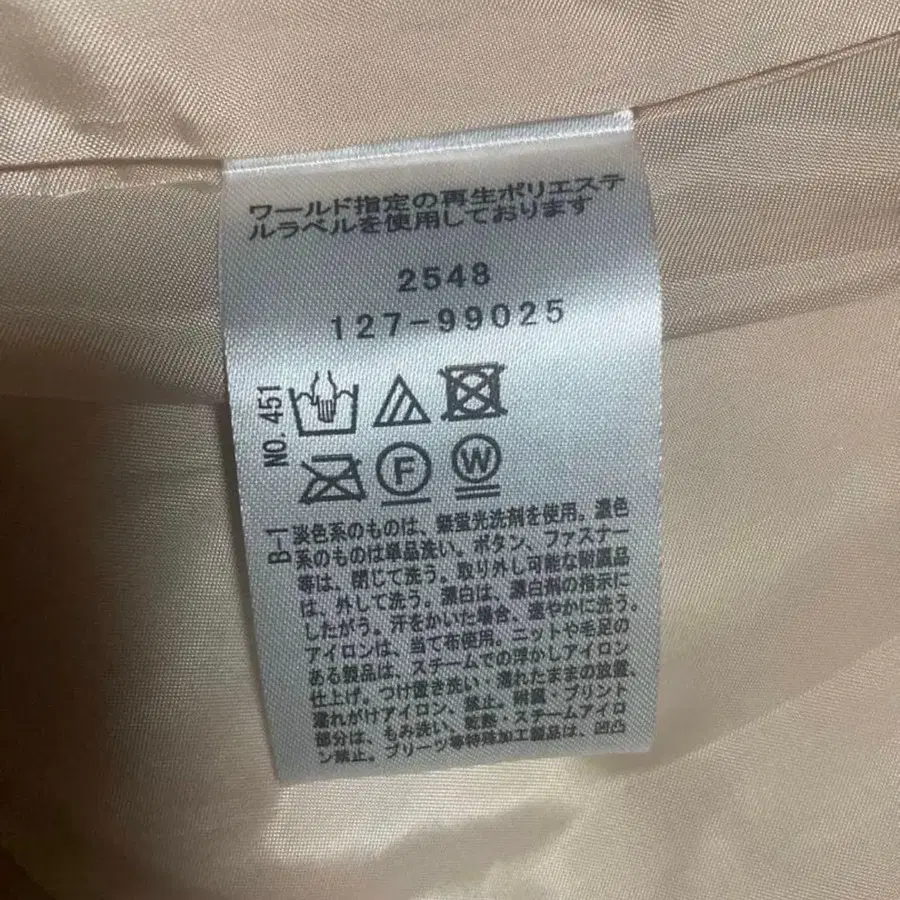 ワールド指定の再生ポリエステ
ルラベルを使用しております
2548
127-99025
NO. 451
F
W
B-1
淡色系のものは、無蛍光洗剤を使用。濃色
系のものは単品洗い。ボタン、ファスナー
等は、閉じて洗う。取り外し可能な附属品
は、外して洗う。漂白は、漂白剤の指示に
したがう。汗をかいた場合、速やかに洗う。
アイロンは、当て布使用。ニットや毛足の
ある製品は、スチームでの浮かしアイロン
仕上げ。つけ置き洗い・濡れたままの放置、
濡れがけアイロン、禁止。附属・プリント
部分は、もみ洗い、乾熱・スチームアイロ
ン禁止。プリーツ等特殊加工製品は、凹凸